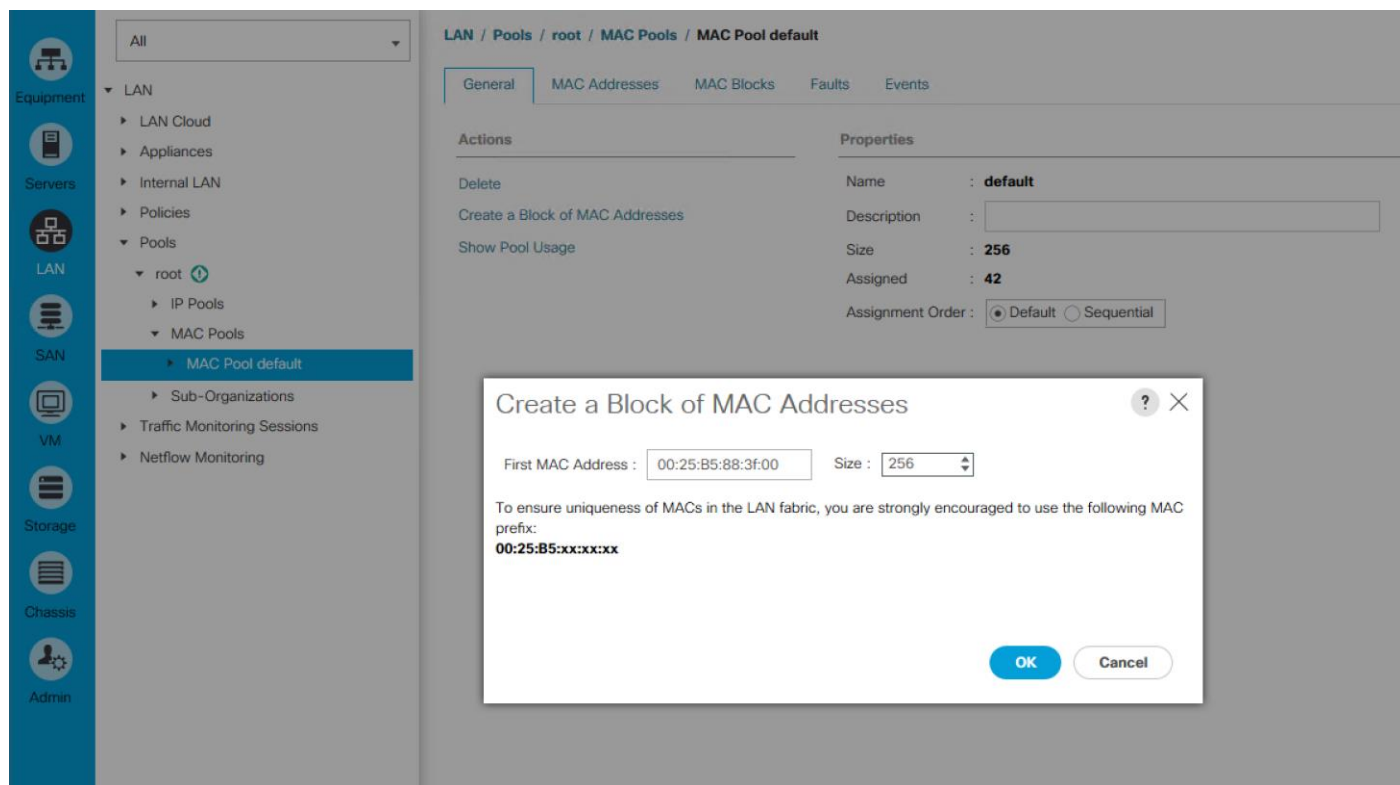 Equipment
Servers
LAN
SAN
VM
Storage
Chassis
Admin
All
LAN
LAN Cloud
Appliances
Internal LAN
Policies
Pools
root
IP Pools
MAC Pools
MAC Pool default
Sub-Organizations
Traffic Monitoring Sessions
Netflow Monitoring
LAN / Pools / root / MAC Pools / MAC Pool default
General MAC Addresses MAC Blocks Faults Events
Actions
Delete
Create a Block of MAC Addresses
Show Pool Usage
Properties
Name : default
Description :
Size : 256
Assigned : 42
Assignment Order : Default Sequential
Create a Block of MAC Addresses ?
First MAC Address : 00:25:B5:88:3f:00 Size : 256
To ensure uniqueness of MACs in the LAN fabric, you are strongly encouraged to use the following MAC
prefix:
00:25:B5:xx:xx:xx
OK Cancel